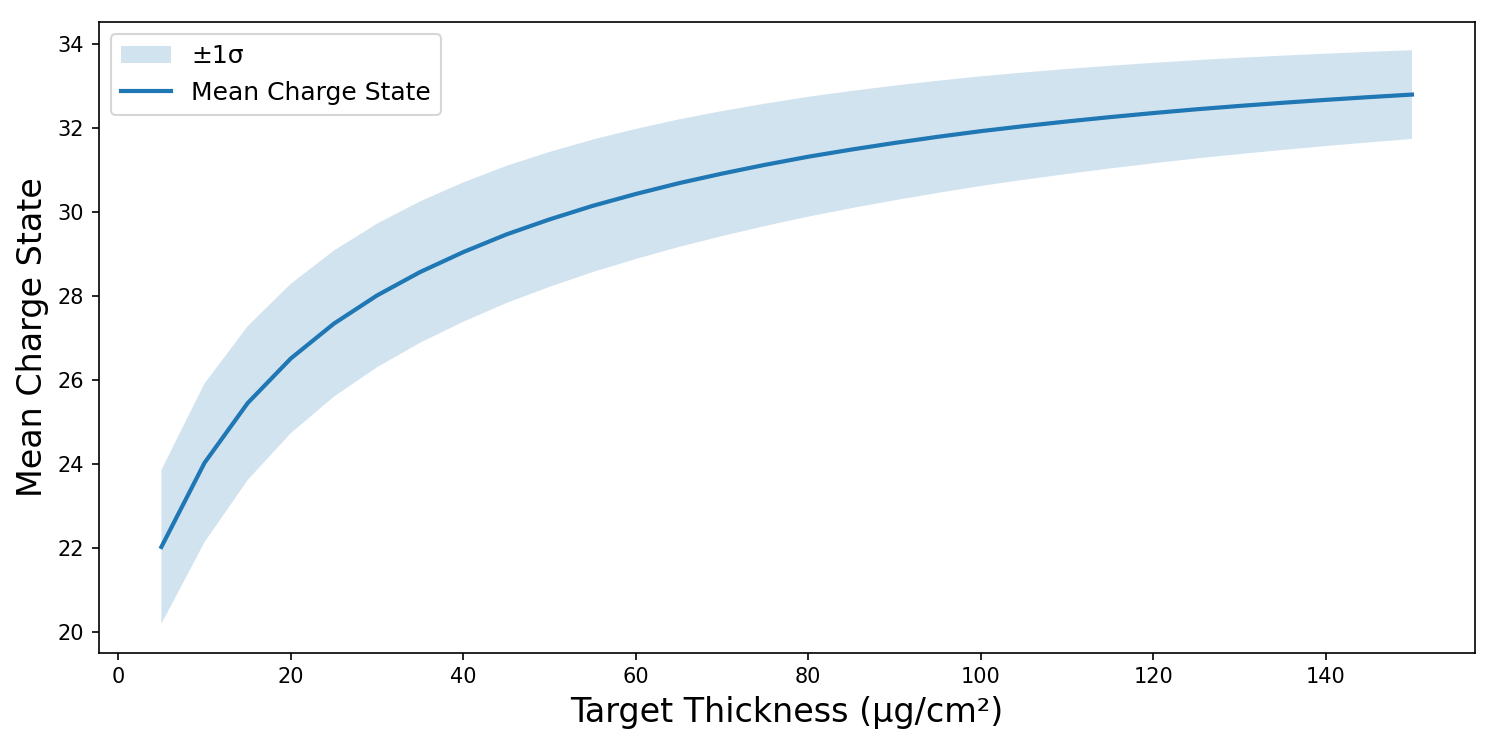 ±1σ
Mean Charge State
34
32
30
28
26
24
22
20
Mean Charge State
0 20 40 60 80 100 120 140
Target Thickness (μg/cm²)